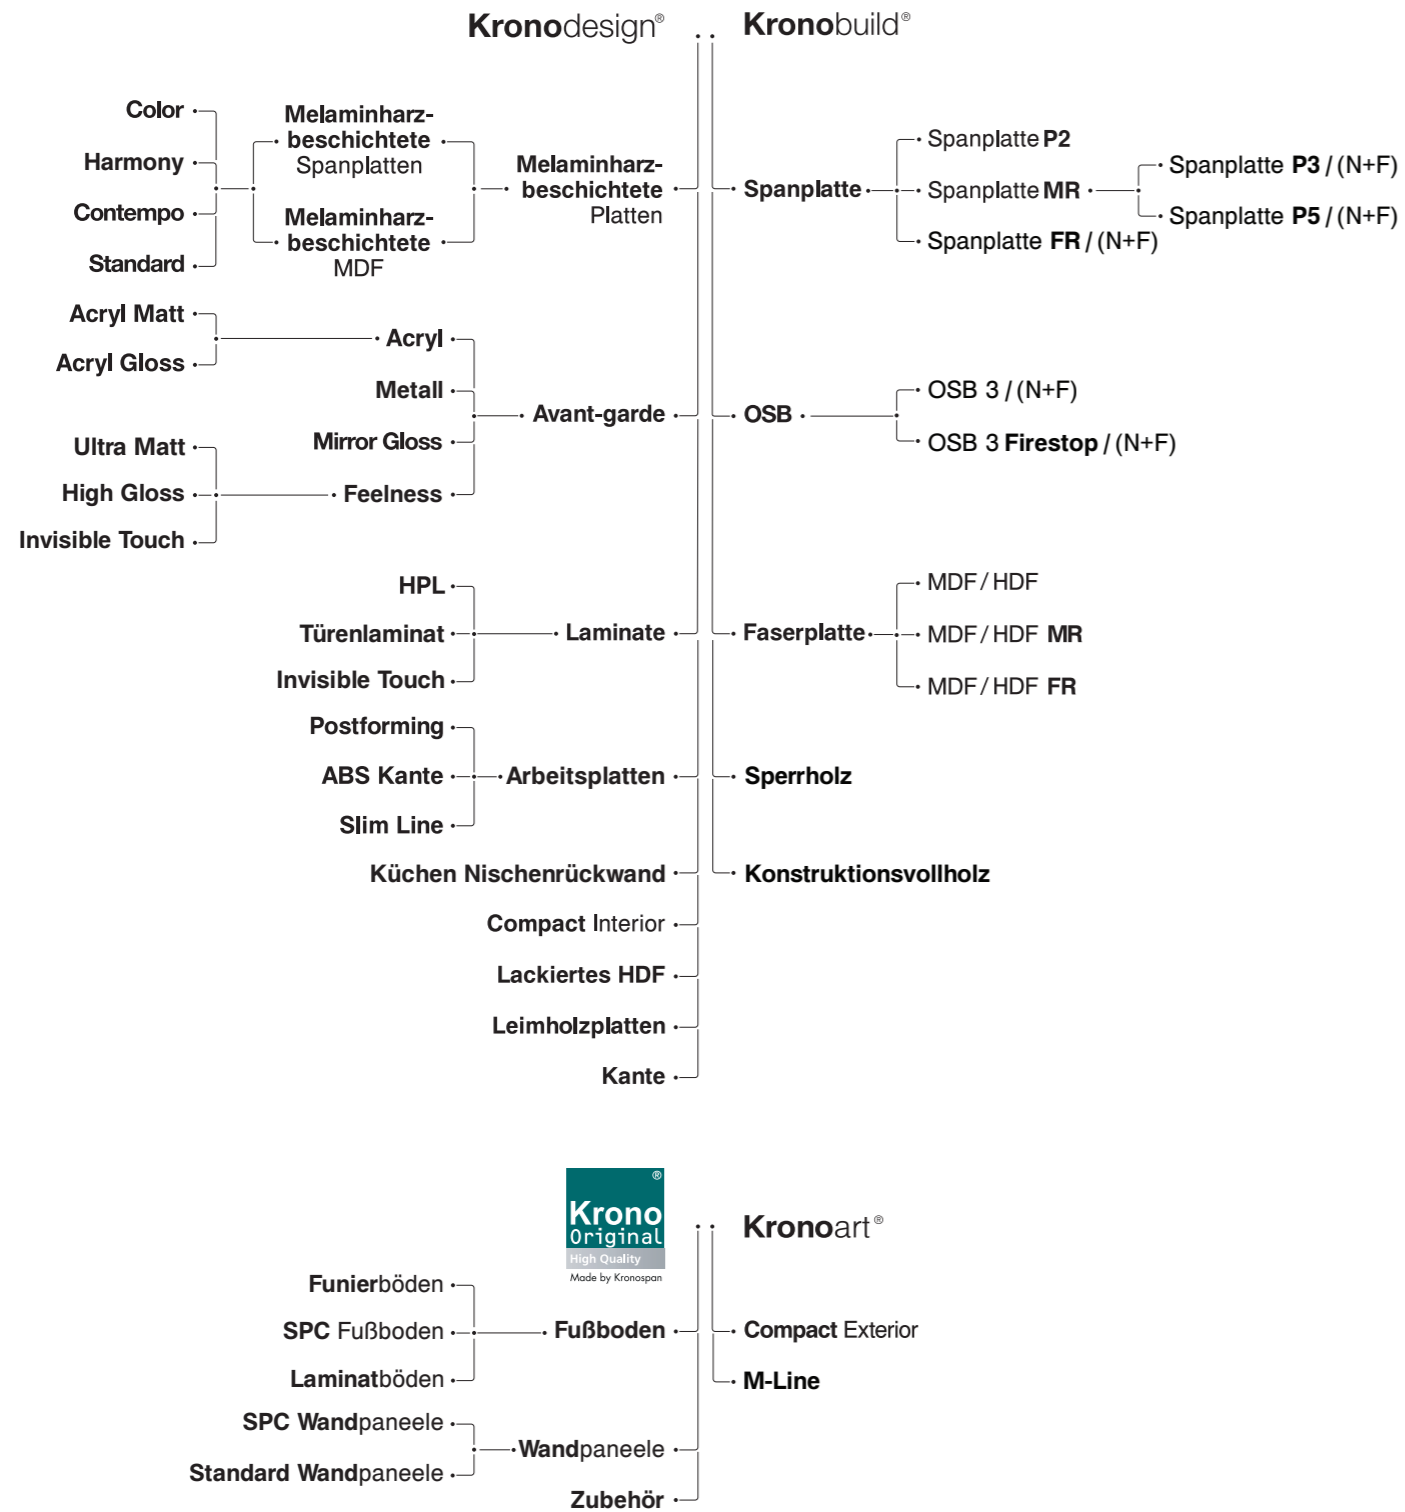 Kronodesign®
Color
Harmony
Contempo
Standard
Melaminharz-
beschichtete
Spanplatten
Melaminharz-
beschichtete
MDF
Melaminharz-
beschichtete
Platten
Acryl Matt
Acryl Gloss
Acryl
Metall
Mirror Gloss
Ultra Matt
High Gloss
Invisible Touch
Feelness
Avant-garde
HPL
Türenlaminat
Invisible Touch
Laminate
Postforming
ABS Kante
Slim Line
Arbeitsplatten
Küchen Nischenrückwand
Compact Interior
Lackiertes HDF
Leimholzplatten
Kante
Kronobuild®
Spanplatte
Spanplatte P2
Spanplatte MR
Spanplatte FR / (N+F)
Spanplatte P3 / (N+F)
Spanplatte P5 / (N+F)
OSB
OSB 3 / (N+F)
OSB 3 Firestop / (N+F)
Faserplatte
MDF / HDF
MDF / HDF MR
MDF / HDF FR
Sperrholz
Konstruktionsvollholz
®
Krono
Original
High Quality
Made by Kronospan
Funierböden
SPC Fußboden
Laminatböden
Fußboden
SPC Wandpaneele
Standard Wandpaneele
Wandpaneele
Zubehör
Kronoart®
Compact Exterior
M-Line